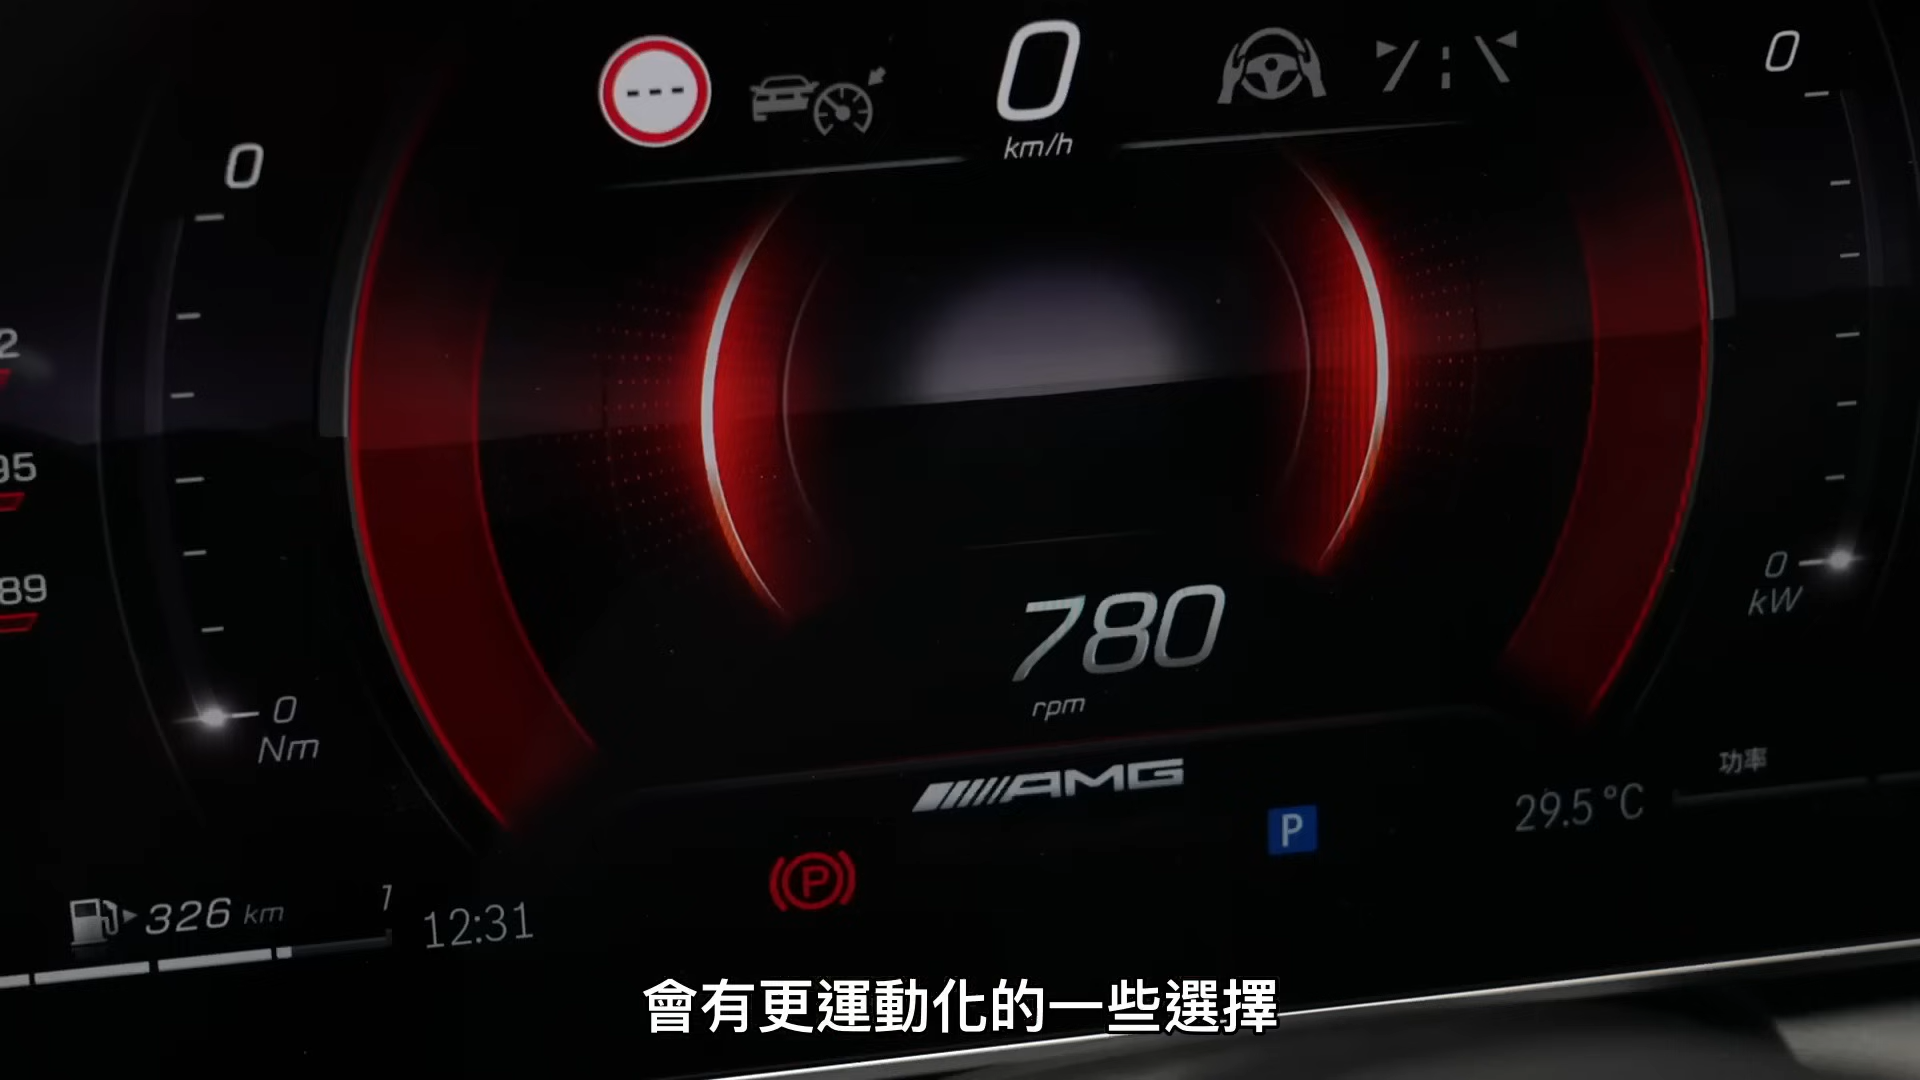 ---
0
km/h
0
0
2
95
89
780
rpm
0
Nm
0
kW
AMG
功率
P
29.5°C
P
326 km
7
12:31
會有更運動化的一些選擇